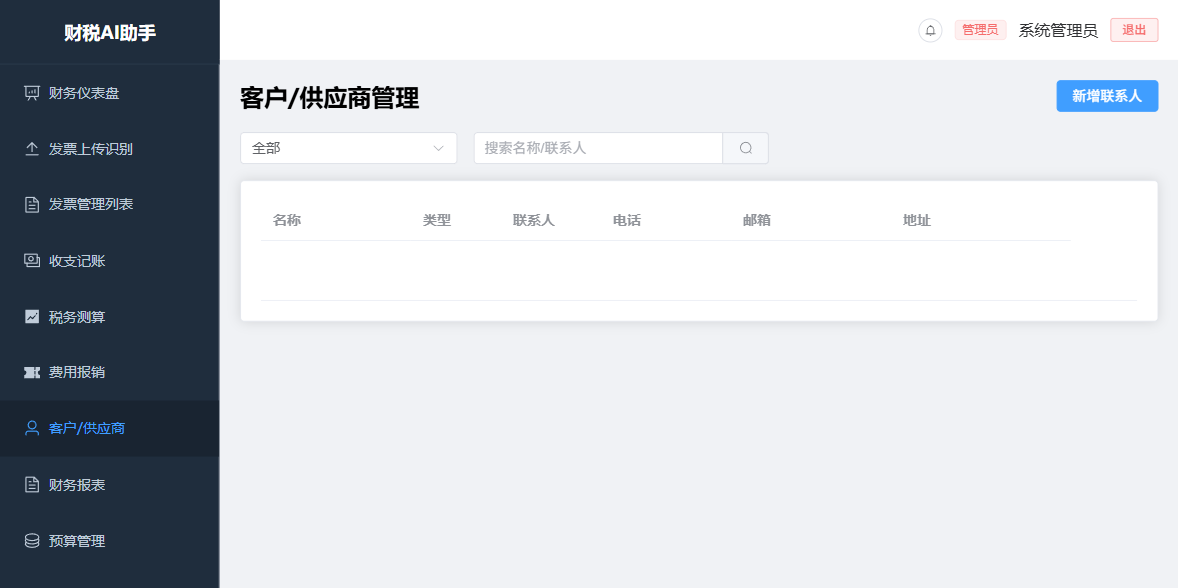 财税AI助手
管理员 系统管理员 退出
财务仪表盘
发票上传识别
发票管理列表
收支记账
税务测算
费用报销
客户/供应商
财务报表
预算管理
客户/供应商管理
新增联系人
全部 搜索名称/联系人
名称 类型 联系人 电话 邮箱 地址